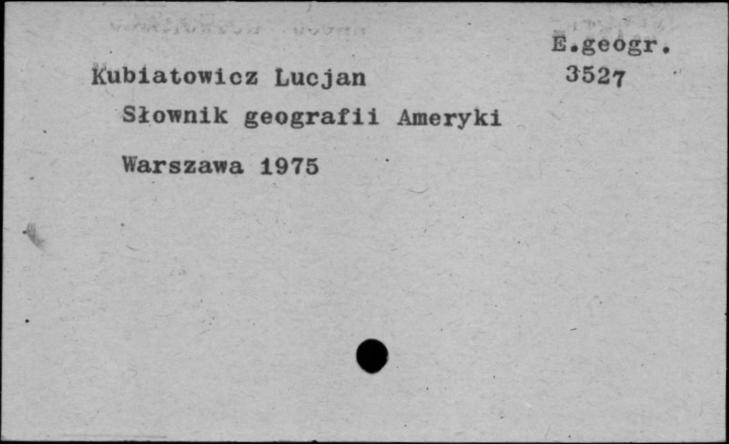 E.geogr.
3527
Kubiatowicz Lucjan
Słownik geografii Ameryki
Warszawa 1975